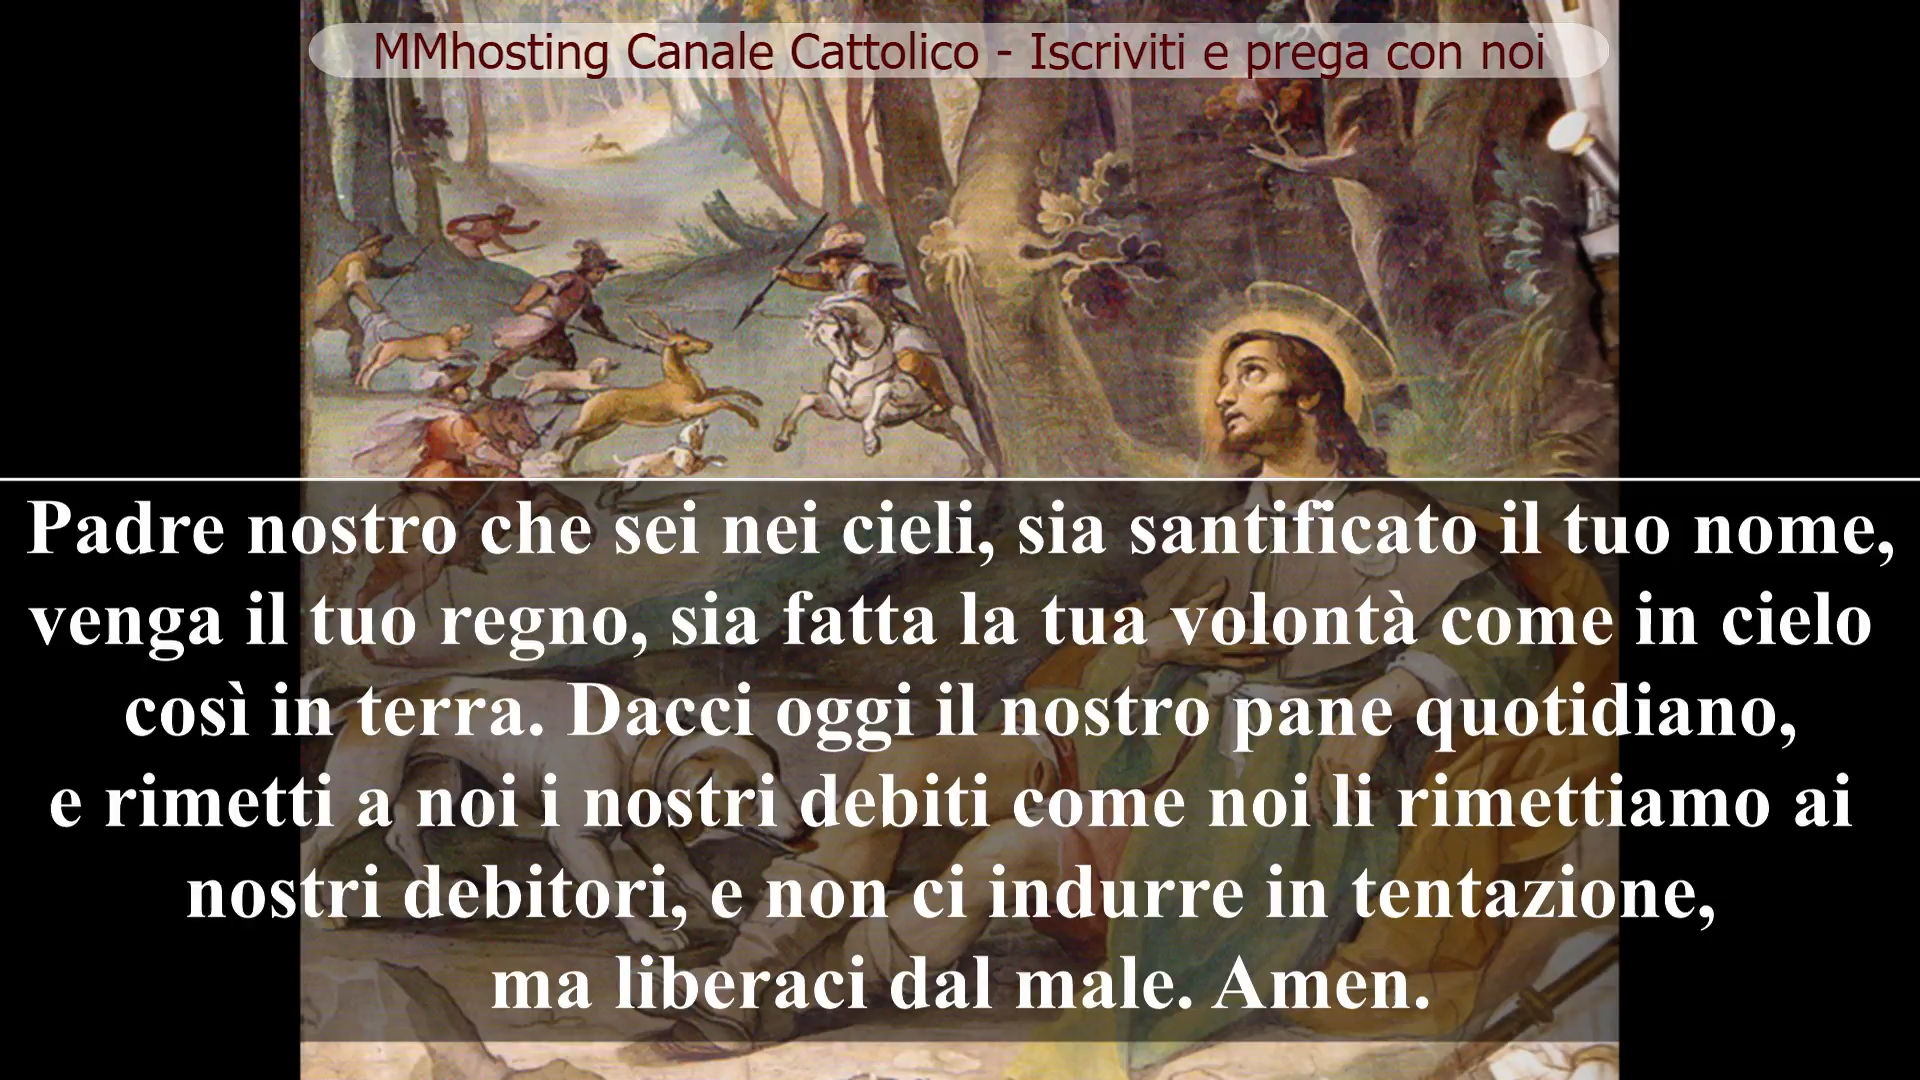 MMhosting Canale Cattolico - Iscriviti e prega con noi
Padre nostro che sei nei cieli, sia santificato il tuo nome,
venga il tuo regno, sia fatta la tua volontà come in cielo
così in terra. Dacci oggi il nostro pane quotidiano,
e rimetti a noi i nostri debiti come noi li rimettiamo ai
nostri debitori, e non ci indurre in tentazione,
ma liberaci dal male. Amen.